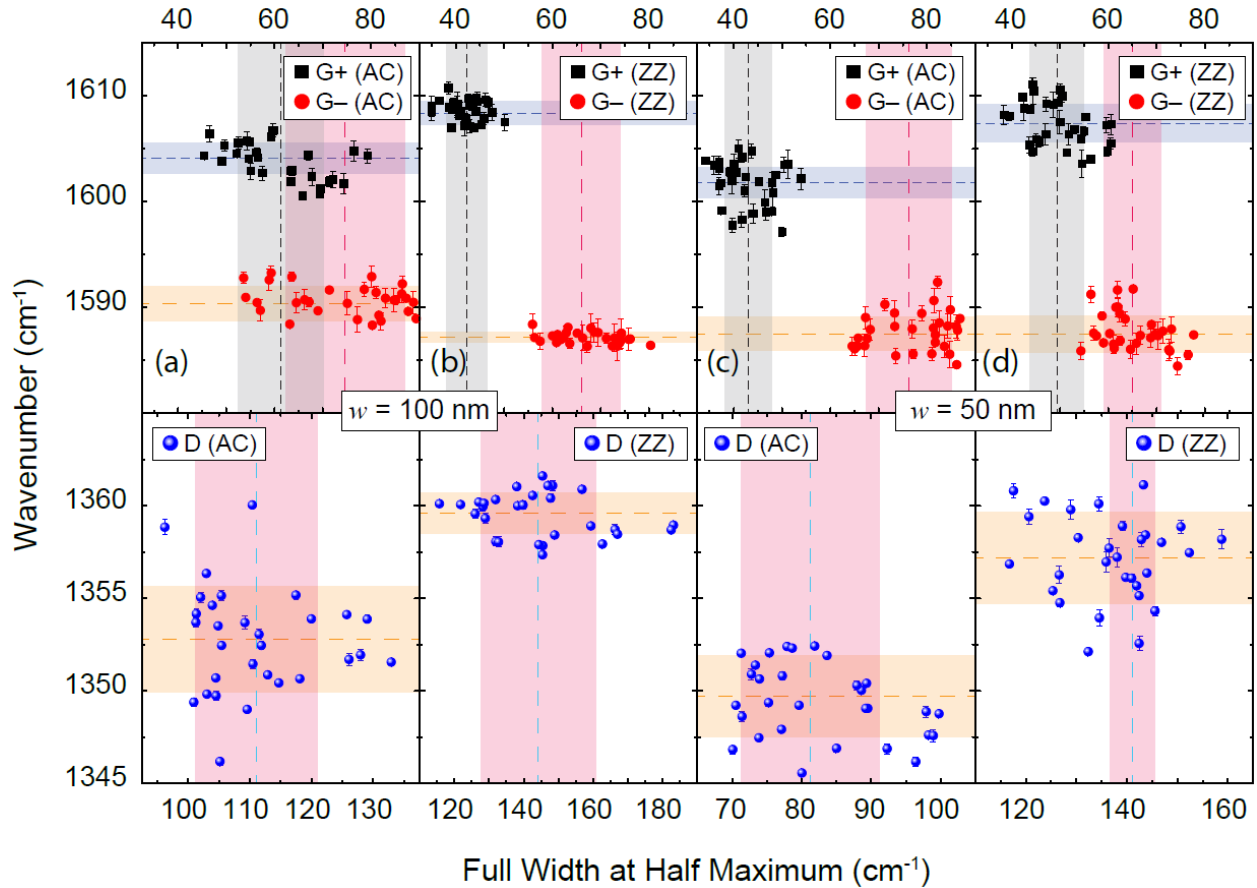 40 60 80 40 60 80 40 60 80 40 60 80
1615
1610
1600
1590
G+ (AC)
G– (AC)
G+ (ZZ)
G– (ZZ)
G+ (AC)
G– (AC)
G+ (ZZ)
G– (ZZ)
(a)
(b)
(c)
(d)
w = 100 nm
w = 50 nm
D (AC)
D (ZZ)
D (AC)
D (ZZ)
1360
1355
1350
1345
100 110 120 130 120 140 160 180 70 80 90 100 120 140 160
Wavenumber (cm⁻¹)
Full Width at Half Maximum (cm⁻¹)